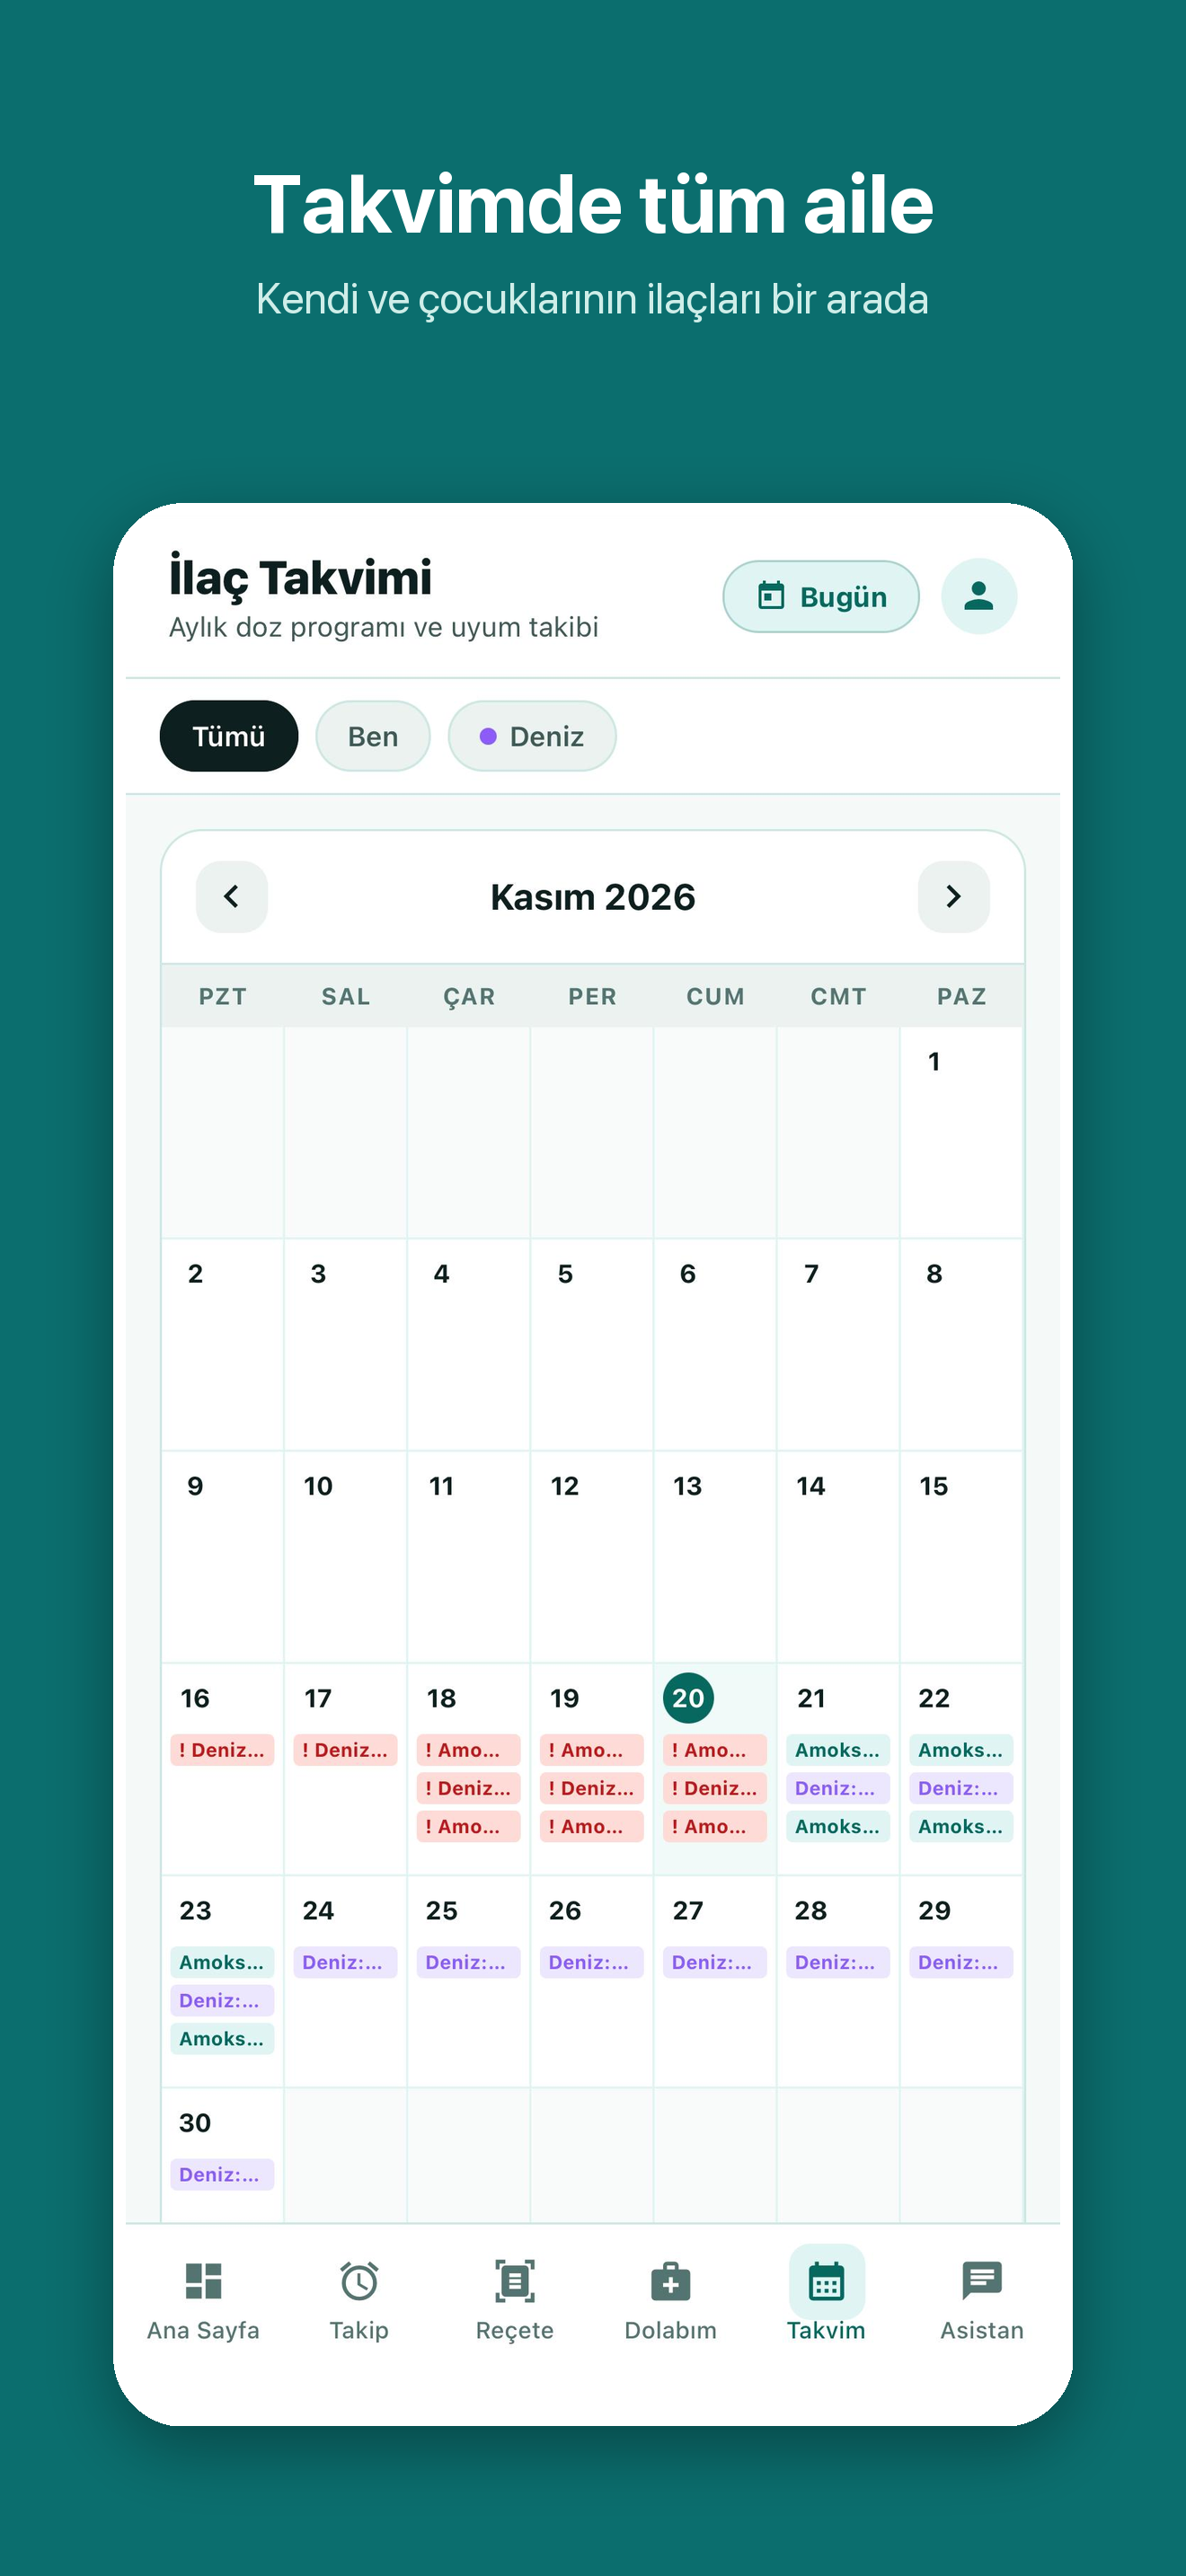 Takvimde tüm aile
Kendi ve çocuklarının ilaçları bir arada
İlaç Takvimi
Aylık doz programı ve uyum takibi
Bugün
Tümü Ben Deniz
Kasım 2026
PZT SAL ÇAR PER CUM CMT PAZ
1
2 3 4 5 6 7 8
9 10 11 12 13 14 15
16 17 18 19 20 21 22
! Deniz... ! Deniz... ! Amo... ! Amo... ! Amo... Amoks... Amoks...
! Deniz... ! Deniz... ! Deniz... Deniz:... Deniz:...
! Amo... ! Amo... ! Amo... Amoks... Amoks...
23 24 25 26 27 28 29
Amoks... Deniz:... Deniz:... Deniz:... Deniz:... Deniz:... Deniz:...
Deniz:...
Amoks...
30
Deniz:...
Ana Sayfa Takip Reçete Dolabım Takvim Asistan